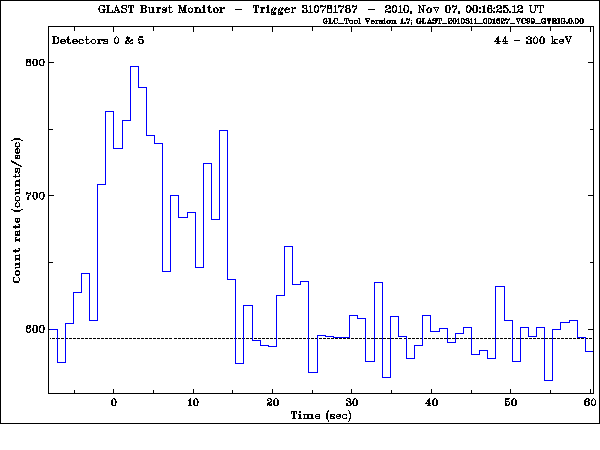 GLAST Burst Monitor - Trigger 310781787 - 2010, Nov 07, 00:16:25.12 UT
GLC_Tool Version 1.7; GLAST_2010311_001627_VC09_GTRIG.0.00
Detectors 0 & 5
44 - 300 keV
800
700
600
Count rate (counts/sec)
0 10 20 30 40 50 60
Time (sec)